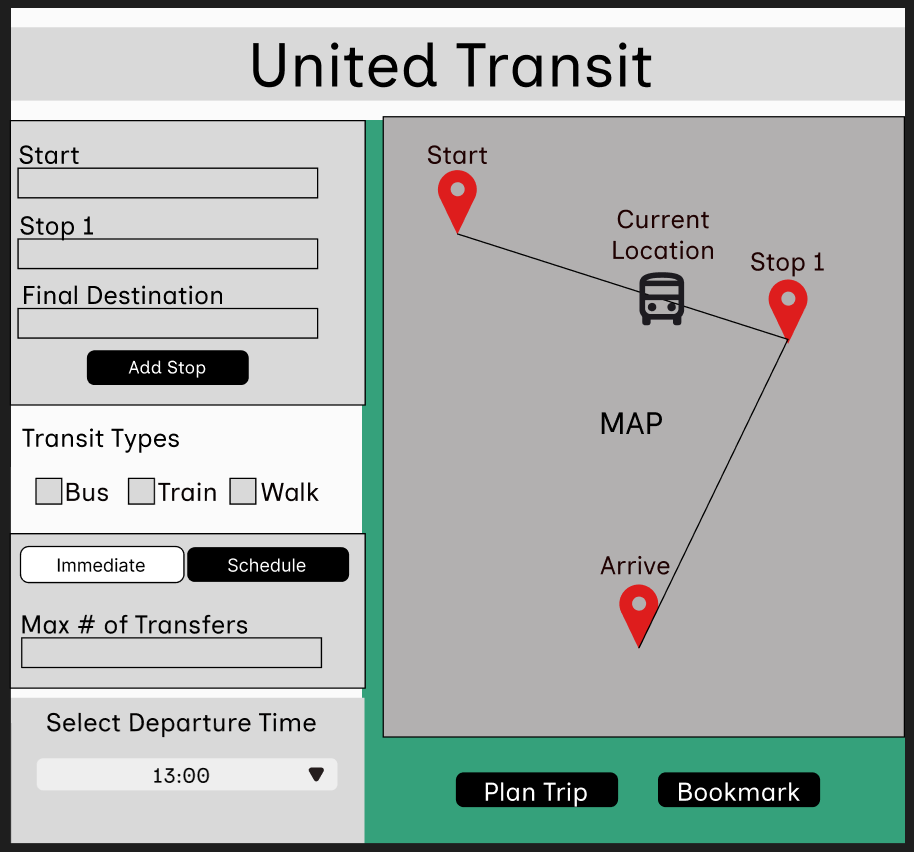 United Transit
Start
Stop 1
Final Destination
Add Stop
Transit Types
Bus Train Walk
Immediate Schedule
Max # of Transfers
Select Departure Time
13:00
Start
Current
Location
Stop 1
MAP
Arrive
Plan Trip Bookmark